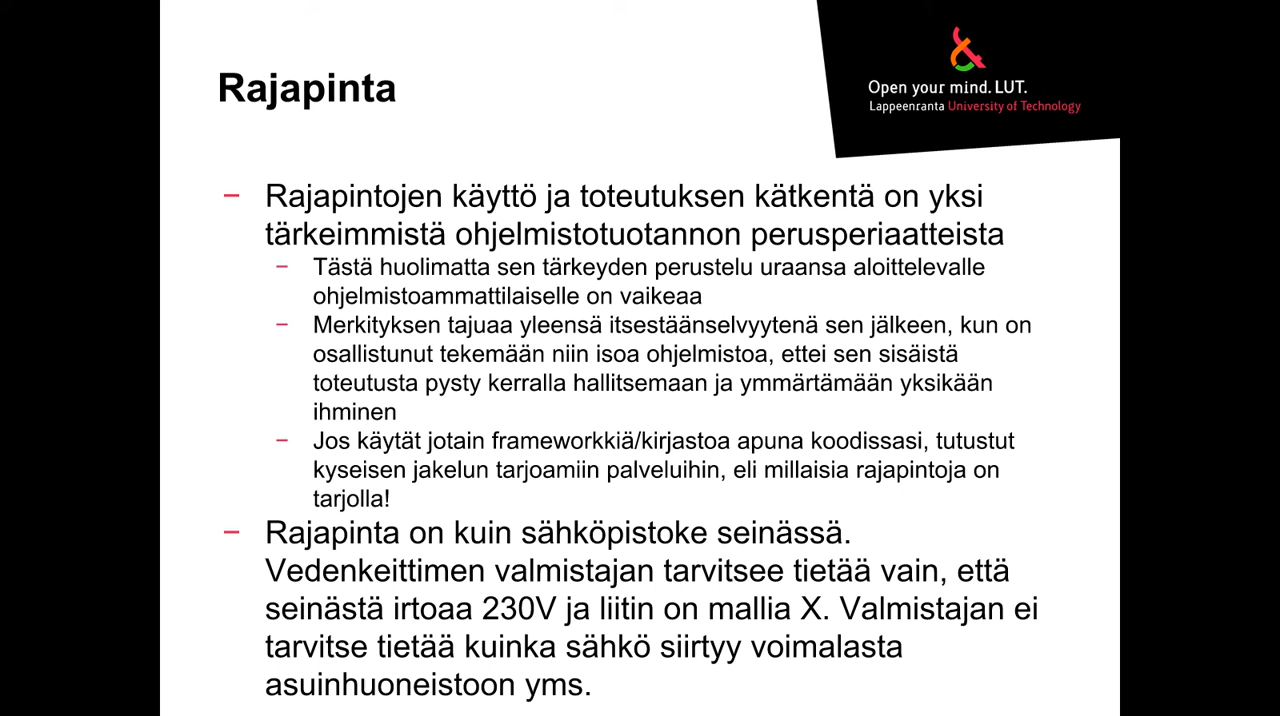 Rajapinta
Open your mind. LUT.
Lappeenranta University of Technology
− Rajapintojen käyttö ja toteutuksen kätkentä on yksi
tärkeimmistä ohjelmistotuotannon perusperiaatteista
− Tästä huolimatta sen tärkeyden perustelu uraansa aloittelevalle
ohjelmistoammattilaiselle on vaikeaa
− Merkityksen tajuaa yleensä itsestäänselvyytenä sen jälkeen, kun on
osallistunut tekemään niin isoa ohjelmistoa, ettei sen sisäistä
toteutusta pysty kerralla hallitsemaan ja ymmärtämään yksikään
ihminen
− Jos käytät jotain frameworkkiä/kirjastoa apuna koodissasi, tutustut
kyseisen jakelun tarjoamiin palveluihin, eli millaisia rajapintoja on
tarjolla!
− Rajapinta on kuin sähköpistoke seinässä.
Vedenkeittimen valmistajan tarvitsee tietää vain, että
seinästä irtoaa 230V ja liitin on mallia X. Valmistajan ei
tarvitse tietää kuinka sähkö siirtyy voimalasta
asuinhuoneistoon yms.